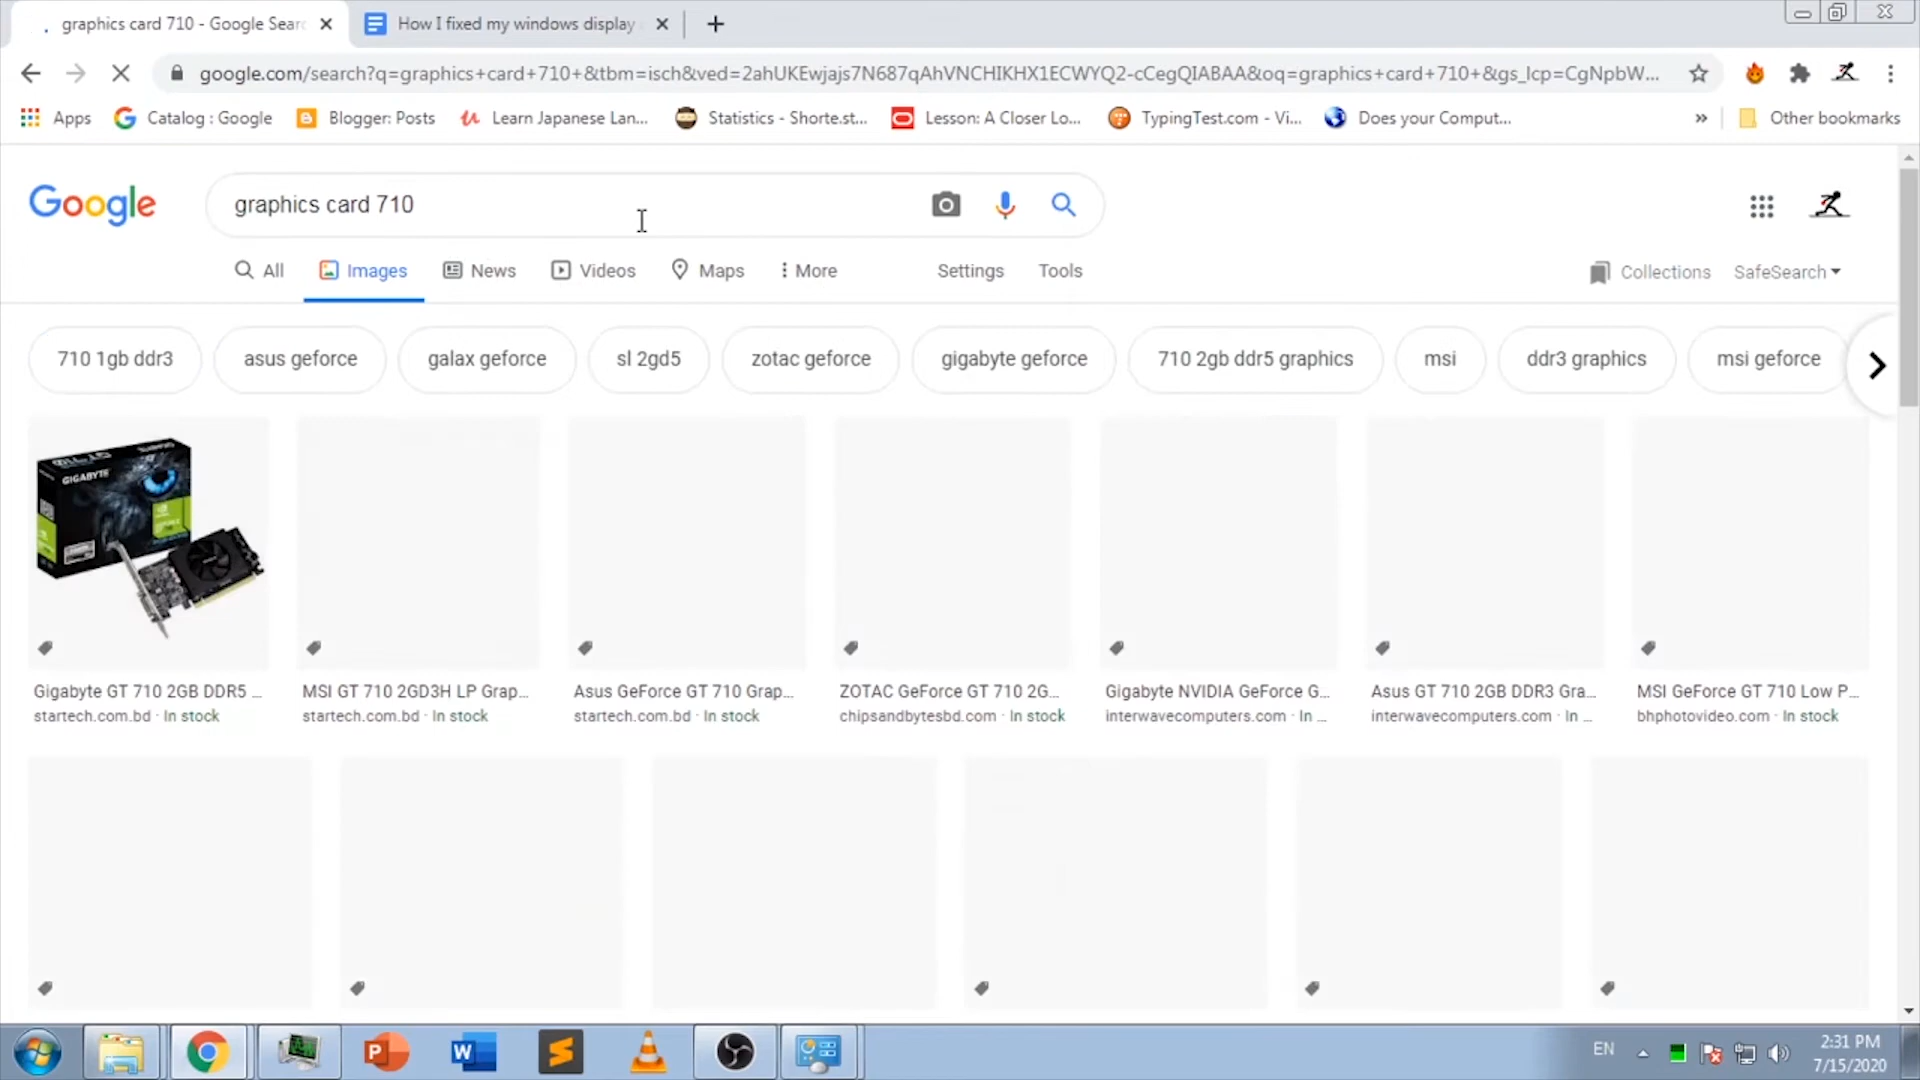 graphics card 710 - Google Sear
How I fixed my windows display
google.com/search?q=graphics+card+710+&tbm=isch&ved=2ahUKEwjajs7N687qAhVNCHIKHX1ECWYQ2-cCegQIABAA&oq=graphics+card+710+&gs_lcp=CgNpbW...
Apps Catalog : Google Blogger: Posts Learn Japanese Lan... Statistics - Shorte.st... Lesson: A Closer Lo... TypingTest.com - Vi... Does your Comput... » Other bookmarks
Google graphics card 710
All Images News Videos Maps More Settings Tools Collections SafeSearch
710 1gb ddr3 asus geforce galax geforce sl 2gd5 zotac geforce gigabyte geforce 710 2gb ddr5 graphics msi ddr3 graphics msi geforce
GIGABYTE
Gigabyte GT 710 2GB DDR5 ... MSI GT 710 2GD3H LP Grap... Asus GeForce GT 710 Grap... ZOTAC GeForce GT 710 2G... Gigabyte NVIDIA GeForce G... Asus GT 710 2GB DDR3 Gra... MSI GeForce GT 710 Low P...
startech.com.bd · In stock startech.com.bd · In stock startech.com.bd · In stock chipsandbytesbd.com · In stock interwavecomputers.com · In ... interwavecomputers.com · In ... bhphotovideo.com · In stock
EN 2:31 PM
7/15/2020